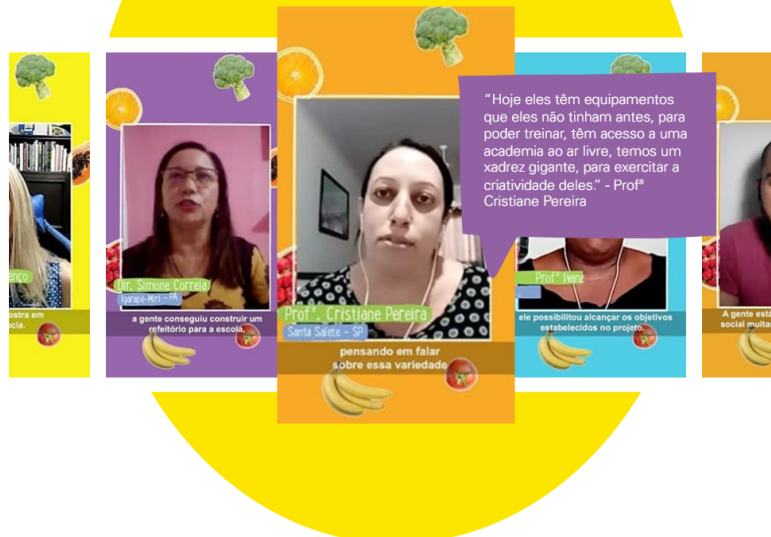 enço
ostra em
ncia.
Dir. Simone Correia
Igarapé-Miri - PA
a gente conseguiu construir um
refeitório para a escola.
Profª. Cristiane Pereira
Santa Salete - SP
pensando em falar
sobre essa variedade
"Hoje eles têm equipamentos
que eles não tinham antes, para
poder treinar, têm acesso a uma
academia ao ar livre, temos um
xadrez gigante, para exercitar a
criatividade deles." - Profª
Cristiane Pereira
Profª Ivane
ele possibilitou alcançar os objetivos
estabelecidos no projeto.
A gente está
social muita